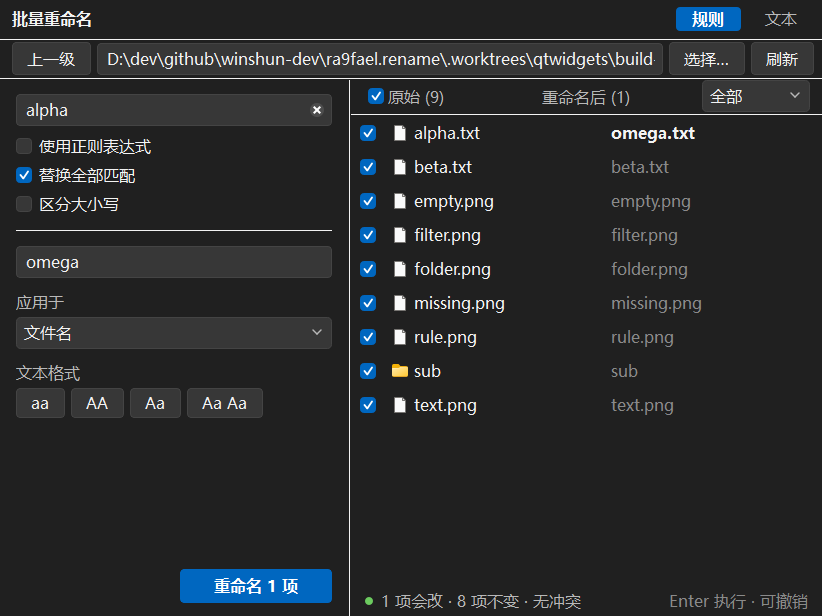 批量重命名 规则 文本
上一级 D:\dev\github\winshun-dev\ra9fael.rename\.worktrees\qtwidgets\build- 选择... 刷新
alpha
使用正则表达式
替换全部匹配
区分大小写
omega
应用于
文件名
文本格式
aa AA Aa Aa Aa
重命名 1 项
原始 (9) 重命名后 (1) 全部
alpha.txt omega.txt
beta.txt beta.txt
empty.png empty.png
filter.png filter.png
folder.png folder.png
missing.png missing.png
rule.png rule.png
sub sub
text.png text.png
1 项会改 · 8 项不变 · 无冲突 Enter 执行 · 可撤销